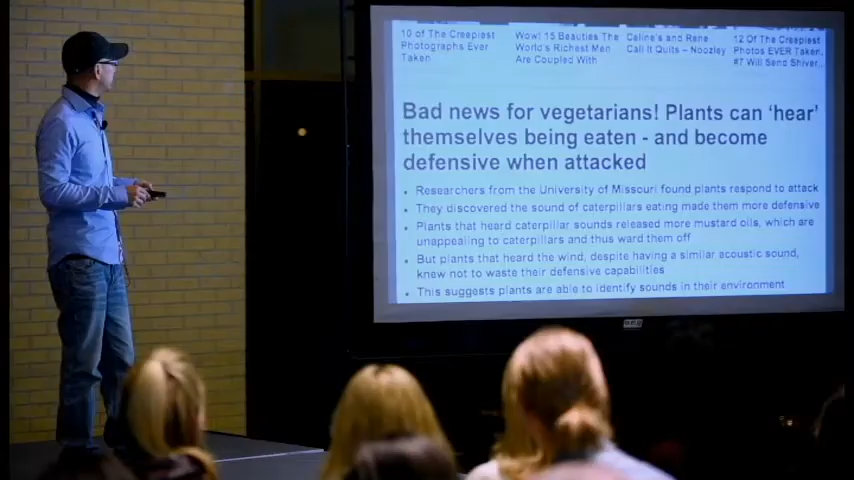 10 of The Creepiest Wow! 15 Beauties The Celine's and Rene 12 Of The Creepiest
Photographs Ever World's Richest Men Call It Quits – Noozley Photos EVER Taken,
Taken Are Coupled With #7 Will Send Shiver...
Bad news for vegetarians! Plants can 'hear'
themselves being eaten - and become
defensive when attacked
• Researchers from the University of Missouri found plants respond to attack
• They discovered the sound of caterpillars eating made them more defensive
• Plants that heard caterpillar sounds released more mustard oils, which are
unappealing to caterpillars and thus ward them off
• But plants that heard the wind, despite having a similar acoustic sound,
knew not to waste their defensive capabilities
• This suggests plants are able to identify sounds in their environment